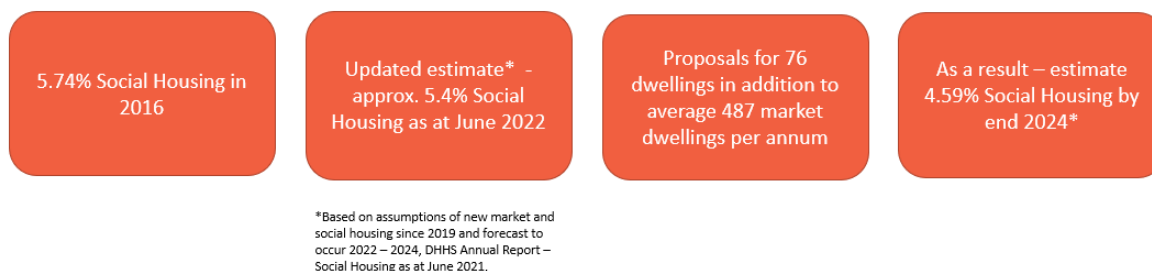 5.74% Social Housing in
2016
Updated estimate* -
approx. 5.4% Social
Housing as at June 2022
Proposals for 76
dwellings in addition to
average 487 market
dwellings per annum
As a result – estimate
4.59% Social Housing by
end 2024*
*Based on assumptions of new market and
social housing since 2019 and forecast to
occur 2022 – 2024, DHHS Annual Report –
Social Housing as at June 2021.